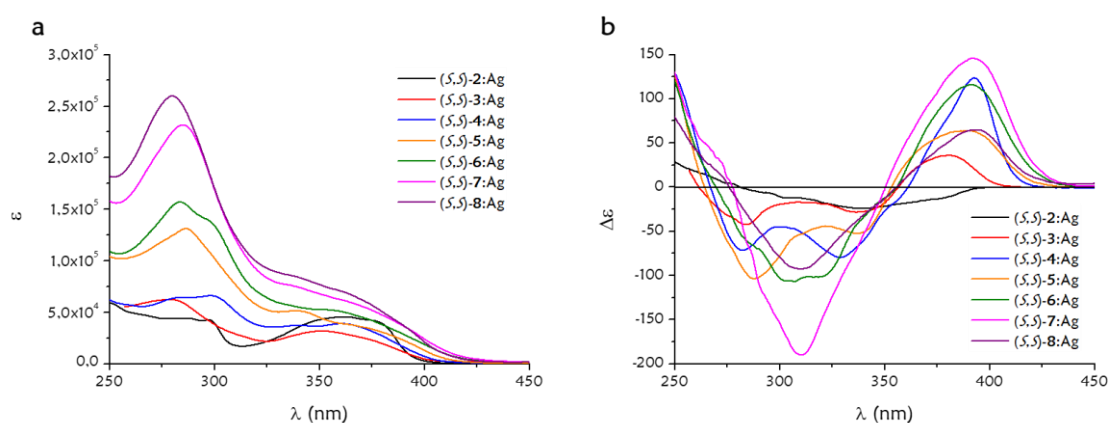 a
3,0x10⁵
2,5x10⁵
2,0x10⁵
1,5x10⁵
1,0x10⁵
5,0x10⁴
0,0
250
300
350
400
450
ε
λ (nm)
(S,S)-2:Ag
(S,S)-3:Ag
(S,S)-4:Ag
(S,S)-5:Ag
(S,S)-6:Ag
(S,S)-7:Ag
(S,S)-8:Ag
b
150
100
50
0
-50
-100
-150
-200
250
300
350
400
450
Δε
λ (nm)
(S,S)-2:Ag
(S,S)-3:Ag
(S,S)-4:Ag
(S,S)-5:Ag
(S,S)-6:Ag
(S,S)-7:Ag
(S,S)-8:Ag